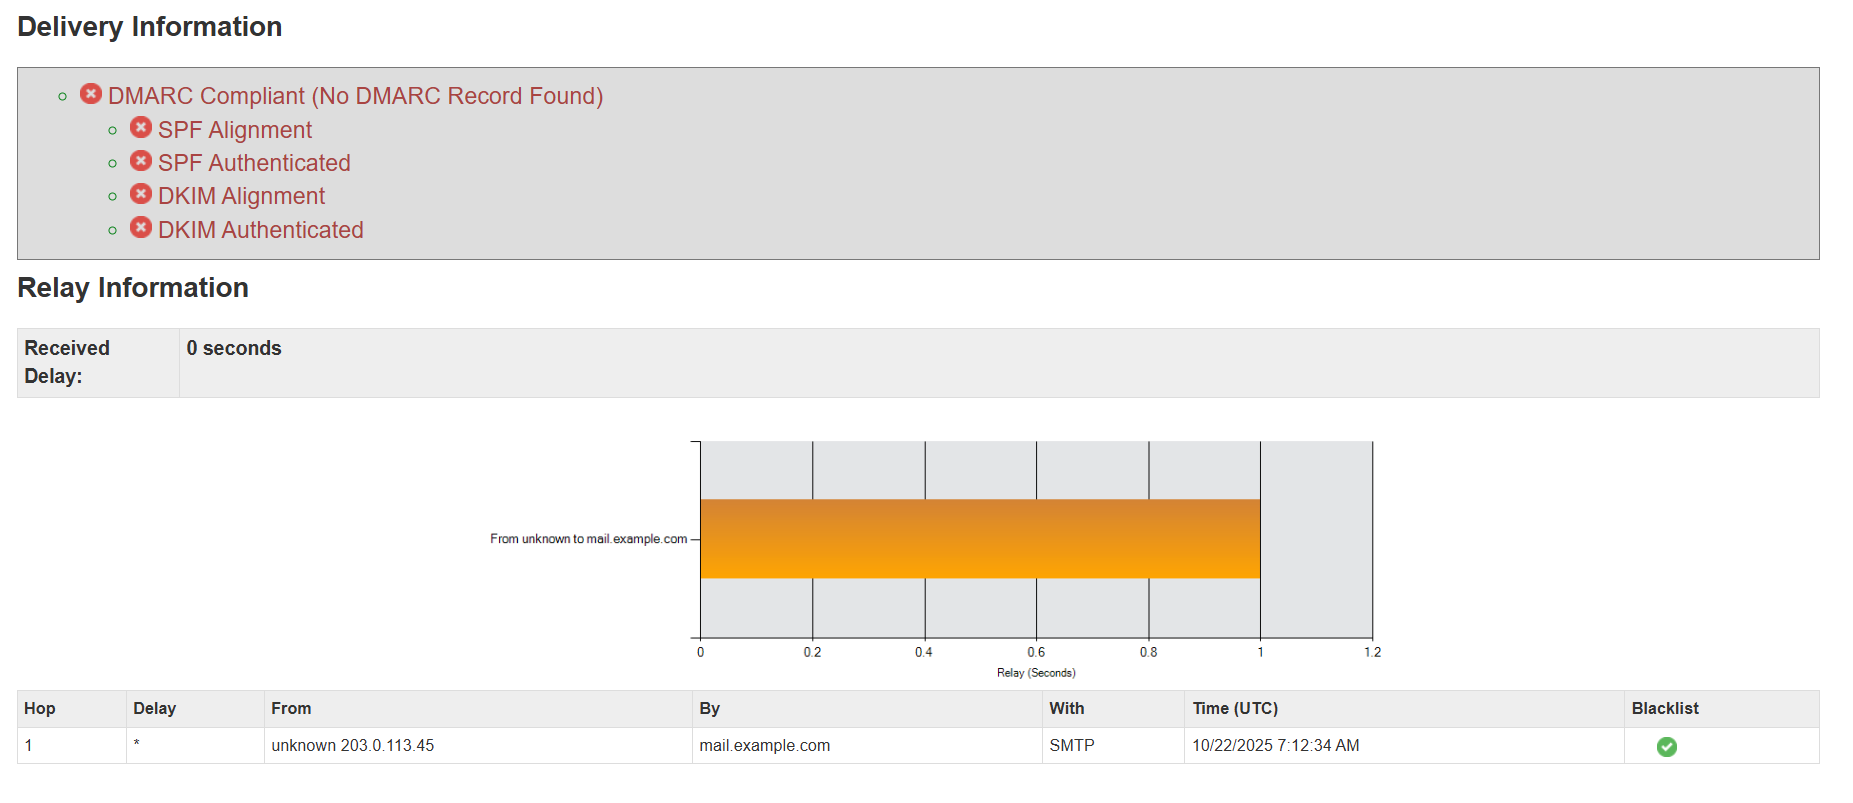 Delivery Information
DMARC Compliant (No DMARC Record Found)
SPF Alignment
SPF Authenticated
DKIM Alignment
DKIM Authenticated
Relay Information
Received Delay: 0 seconds
From unknown to mail.example.com
0 0.2 0.4 0.6 0.8 1 1.2
Relay (Seconds)
Hop Delay From By With Time (UTC) Blacklist
1 * unknown 203.0.113.45 mail.example.com SMTP 10/22/2025 7:12:34 AM